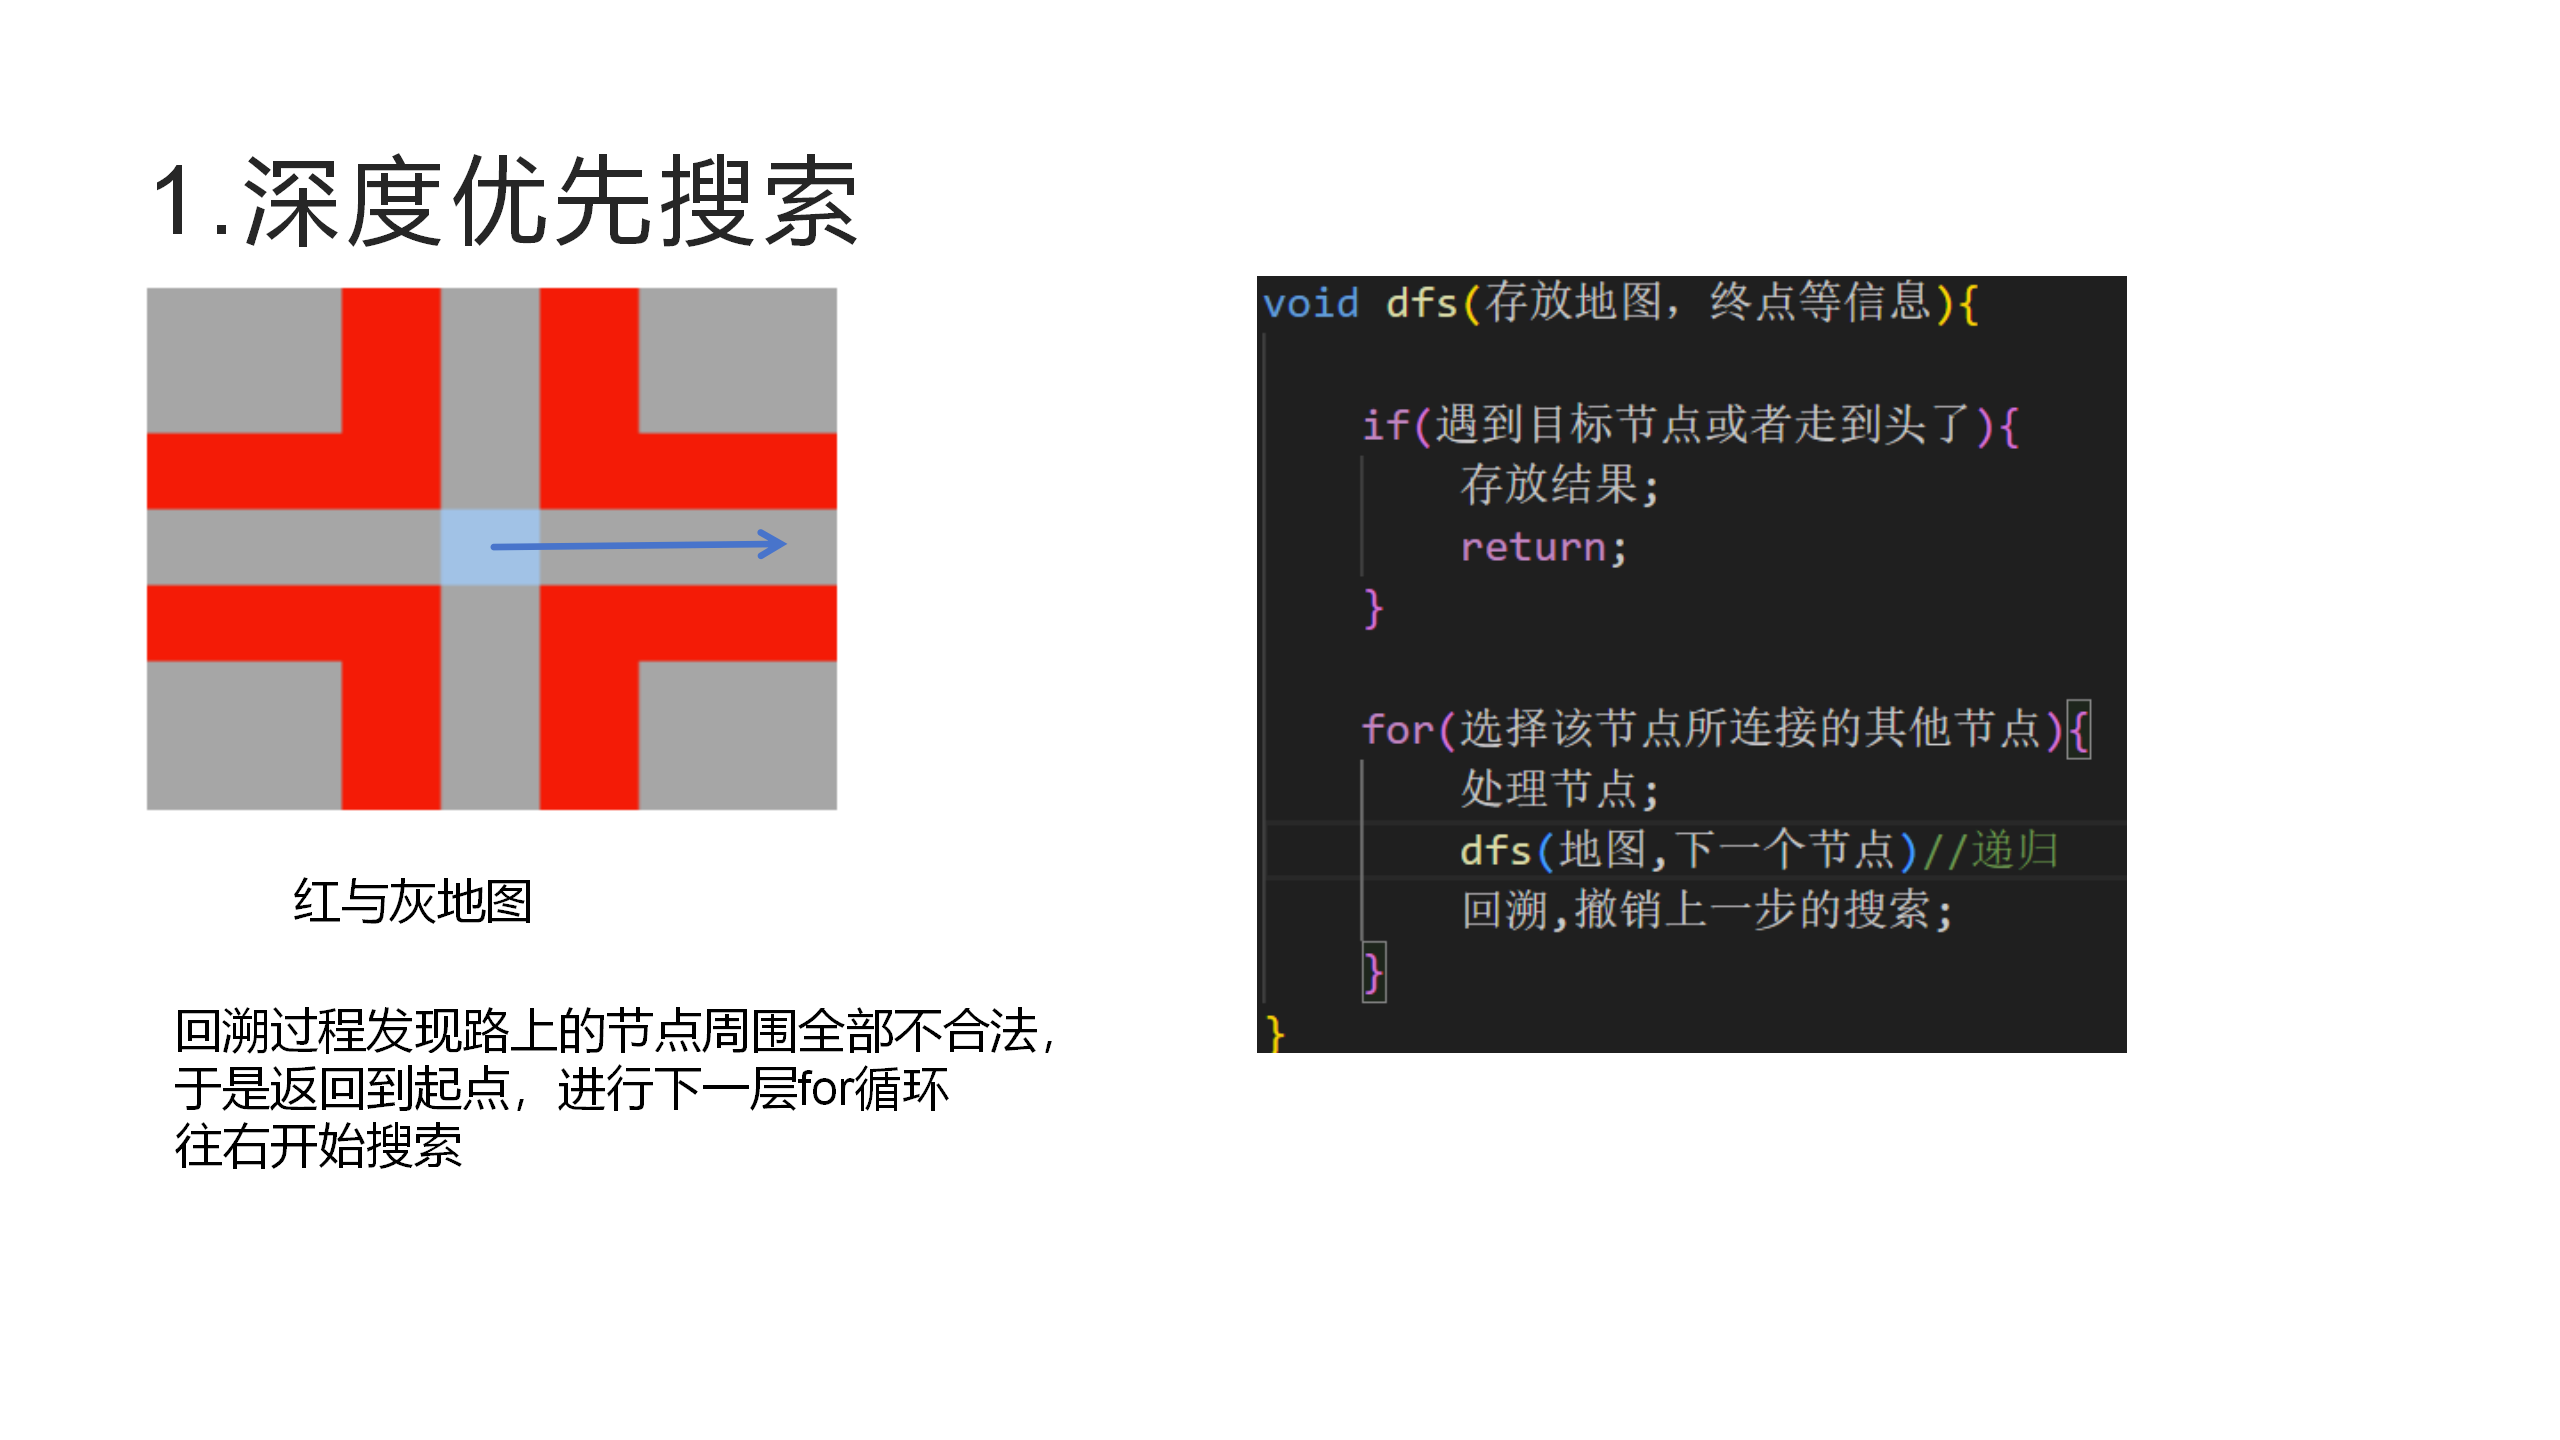 1.深度优先搜索
红与灰地图
回溯过程发现路上的节点周围全部不合法，
于是返回到起点，进行下一层for循环
往右开始搜索
void dfs(存放地图，终点等信息){
if(遇到目标节点或者走到头了){
存放结果;
return;
}
for(选择该节点所连接的其他节点){
处理节点;
dfs(地图,下一个节点)//递归
回溯,撤销上一步的搜索;
}
}